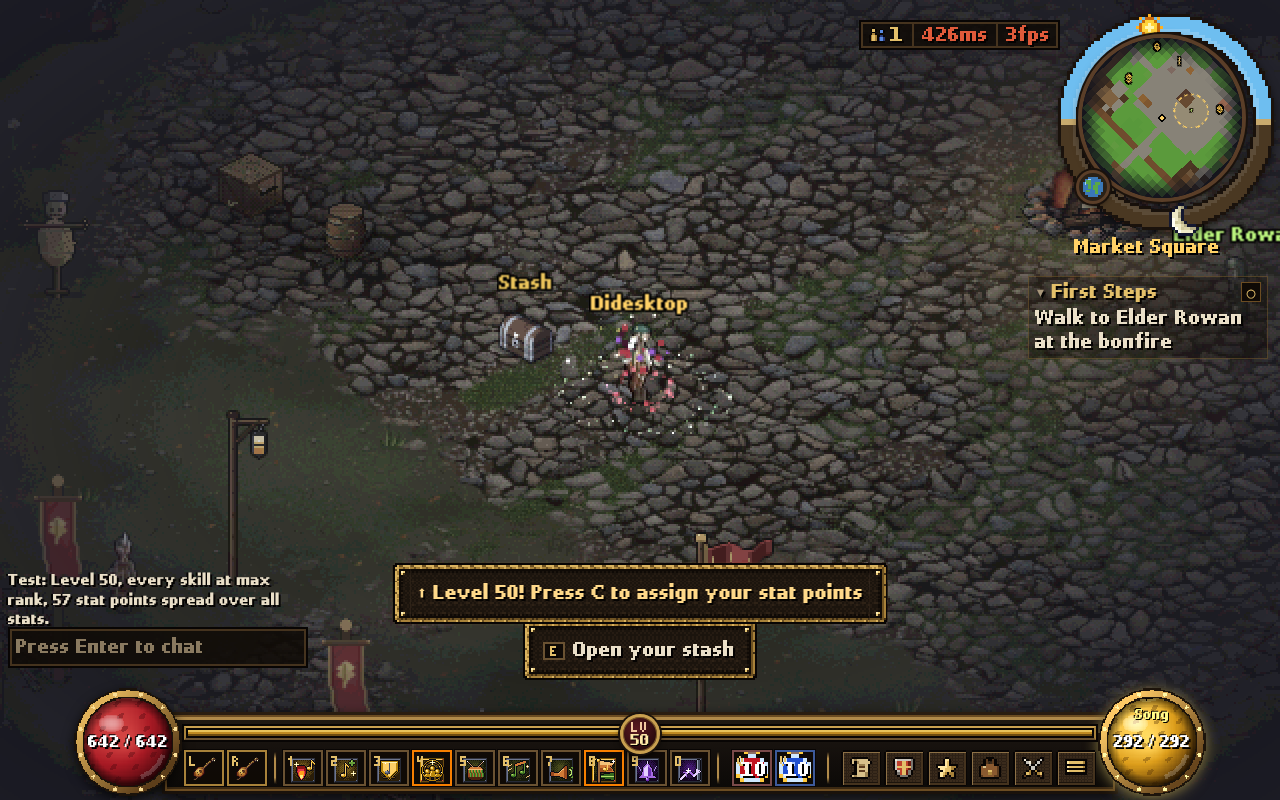 1 426ms 3fps
Elder Rowa
Market Square
First Steps
Walk to Elder Rowan
at the bonfire
Stash
Didesktop
Test: Level 50, every skill at max
rank, 57 stat points spread over all
stats.
Press Enter to chat
↑ Level 50! Press C to assign your stat points
E Open your stash
642 / 642
LV
50
Song
292 / 292
L R 1 2 3 4 5 6 7 8 9 0 10 10